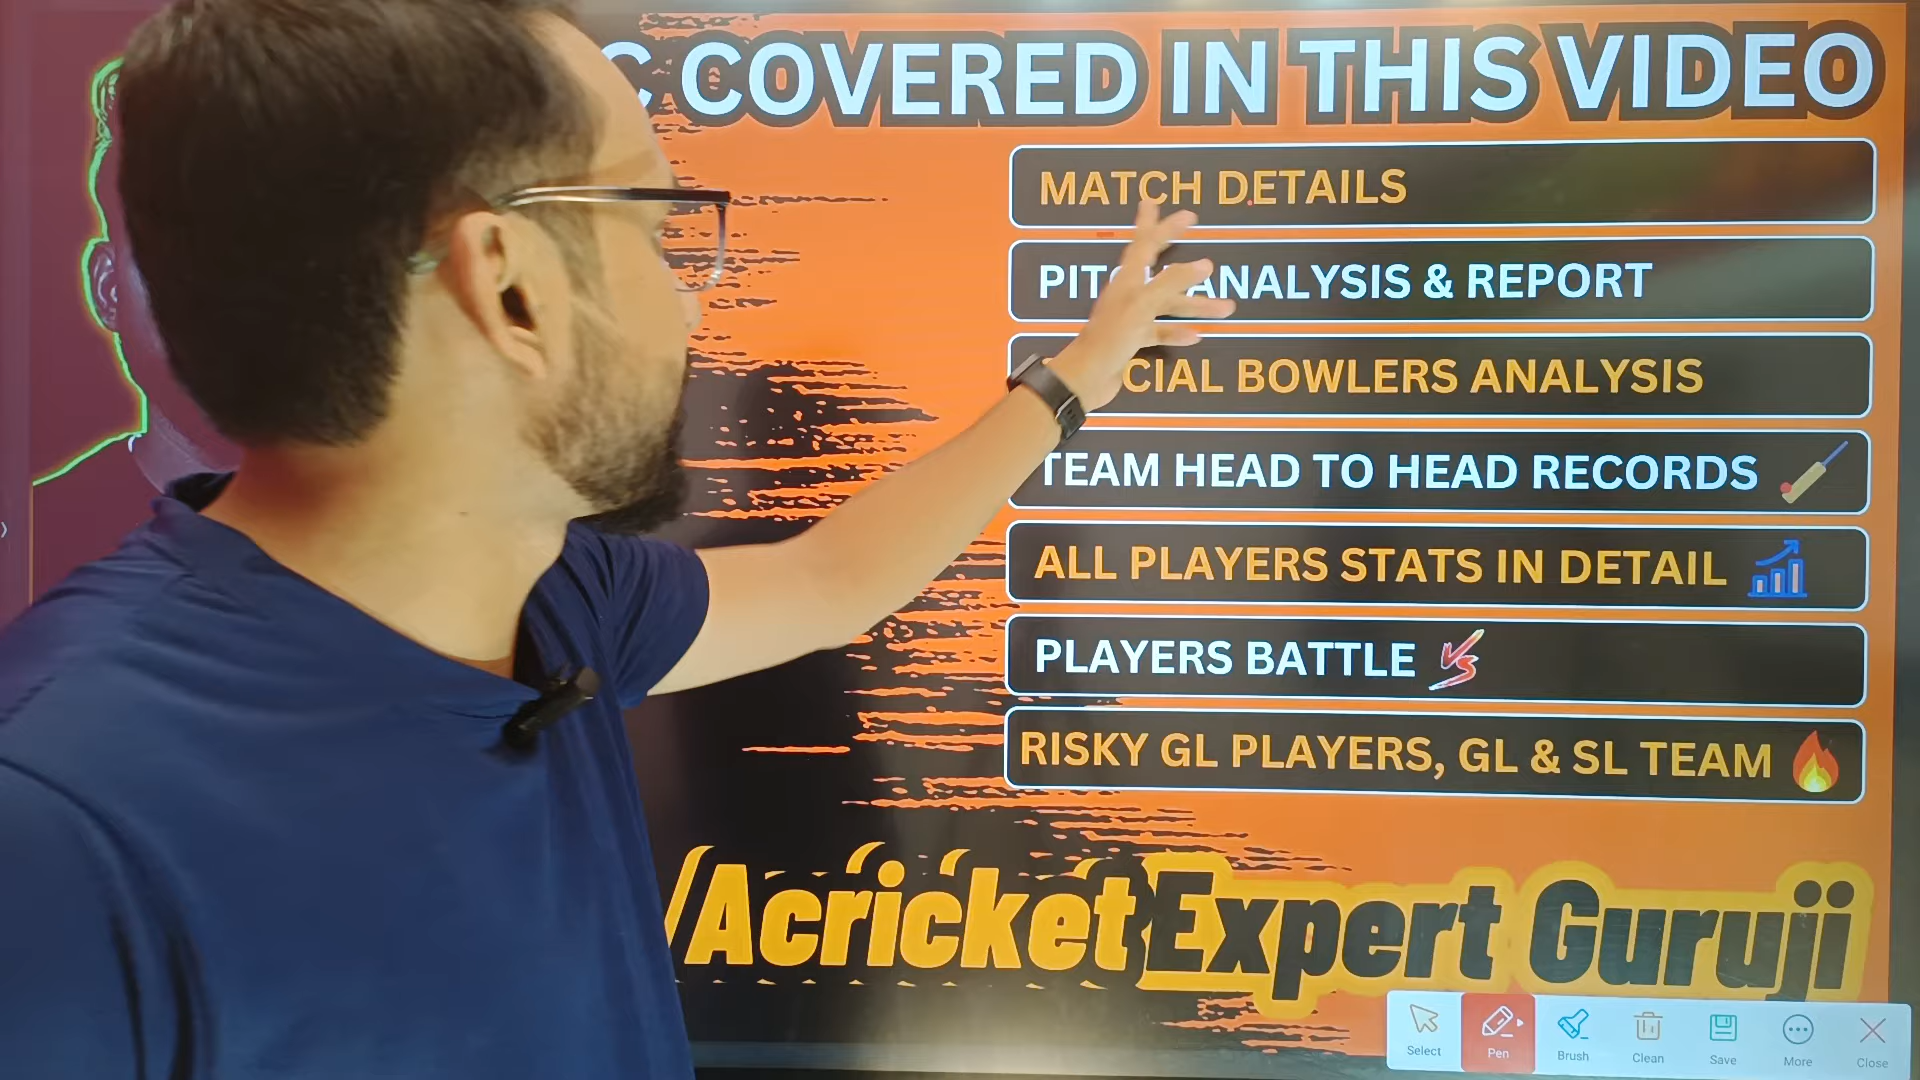 COVERED IN THIS VIDEO
MATCH DETAILS
ANALYSIS & REPORT
BOWLERS ANALYSIS
TEAM HEAD TO HEAD RECORDS
ALL PLAYERS STATS IN DETAIL
PLAYERS BATTLE VS
RISKY GL PLAYERS, GL & SL TEAM
Acricket Expert Guruji
Select Pen Brush Clean Save More Close